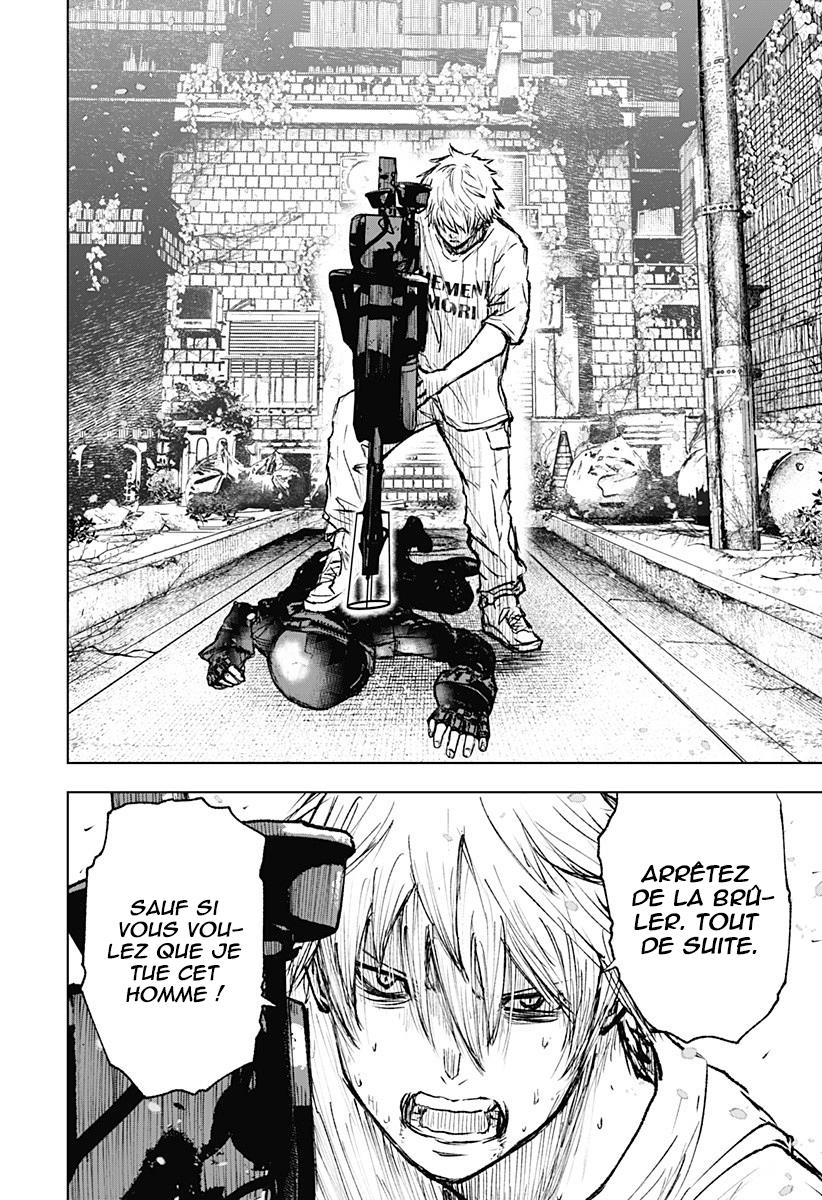 MEMENT
MORI
ARRÊTEZ
DE LA BRÛ-
LER. TOUT
DE SUITE.
SAUF SI
VOUS VOU-
LEZ QUE JE
TUE CET
HOMME !